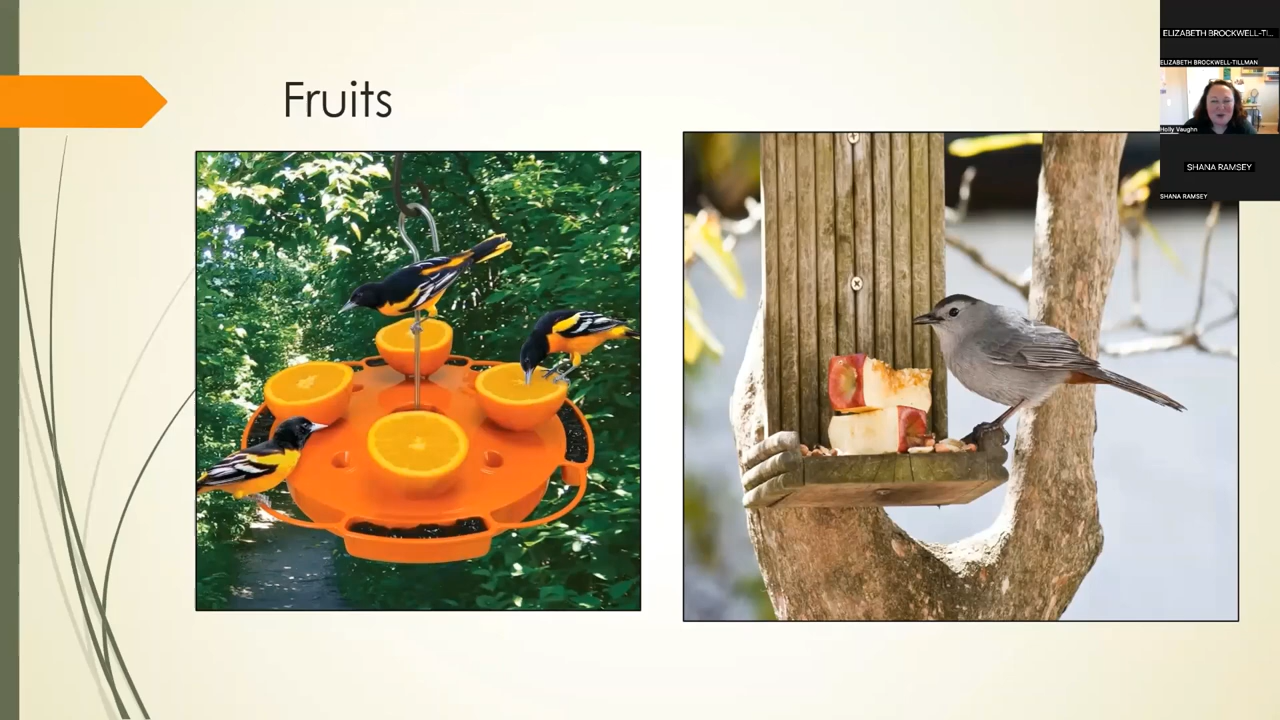 Fruits
ELIZABETH BROCKWELL-TI...
ELIZABETH BROCKWELL-TILLMAN
Holly Vaughn
SHANA RAMSEY
SHANA RAMSEY